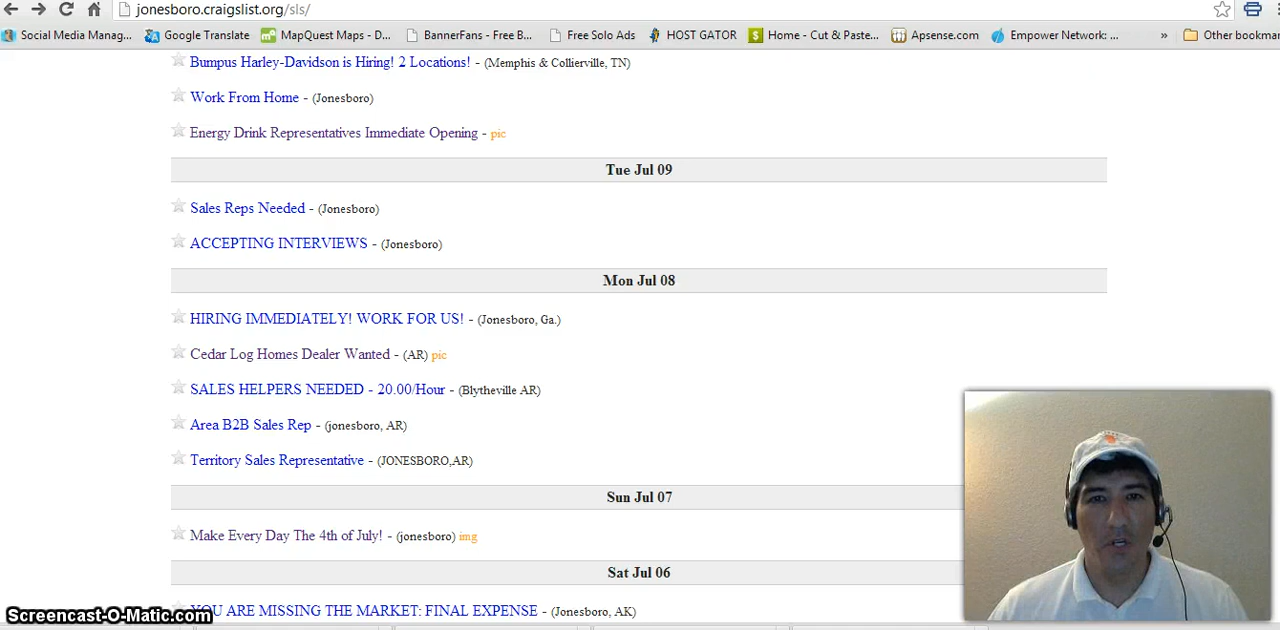 jonesboro.craigslist.org/sls/
Social Media Manag... Google Translate MapQuest Maps - D... BannerFans - Free B... Free Solo Ads HOST GATOR Home - Cut & Paste... Apsense.com Empower Network: ... » Other bookmar
Bumpus Harley-Davidson is Hiring! 2 Locations! - (Memphis & Collierville, TN)
Work From Home - (Jonesboro)
Energy Drink Representatives Immediate Opening - pic
Tue Jul 09
Sales Reps Needed - (Jonesboro)
ACCEPTING INTERVIEWS - (Jonesboro)
Mon Jul 08
HIRING IMMEDIATELY! WORK FOR US! - (Jonesboro, Ga.)
Cedar Log Homes Dealer Wanted - (AR) pic
SALES HELPERS NEEDED - 20.00/Hour - (Blytheville AR)
Area B2B Sales Rep - (jonesboro, AR)
Territory Sales Representative - (JONESBORO,AR)
Sun Jul 07
Make Every Day The 4th of July! - (jonesboro) img
Sat Jul 06
YOU ARE MISSING THE MARKET: FINAL EXPENSE - (Jonesboro, AK)
Screencast-O-Matic.com